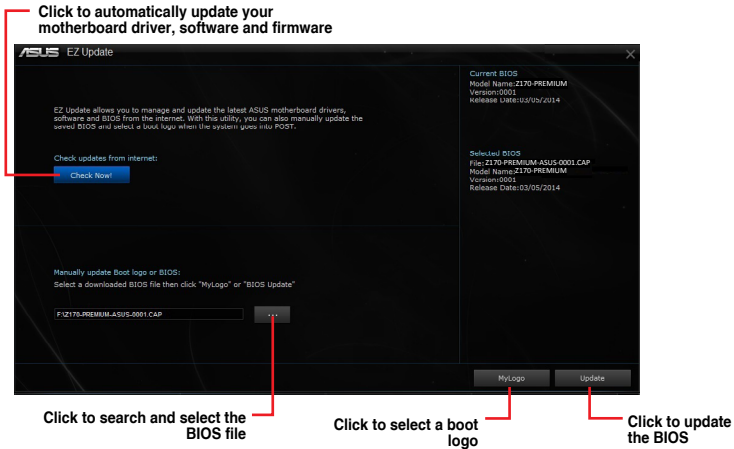 Click to automatically update your
motherboard driver, software and firmware
ASUS EZ Update
EZ Update allows you to manage and update the latest ASUS motherboard drivers,
software and BIOS from the internet. With this utility, you can also manually update the
saved BIOS and select a boot logo when the system goes into POST.
Check updates from internet:
Check Now!
Current BIOS
Model Name:Z170-PREMIUM
Version:0001
Release Date:03/05/2014
Selected BIOS
File:Z170-PREMIUM-ASUS-0001.CAP
Model Name:Z170-PREMIUM
Version:0001
Release Date:03/05/2014
Manually update Boot logo or BIOS:
Select a downloaded BIOS file then click "MyLogo" or "BIOS Update"
F:\Z170-PREMIUM-ASUS-0001.CAP
...
MyLogo
Update
Click to search and select the
BIOS file
Click to select a boot
logo
Click to update
the BIOS